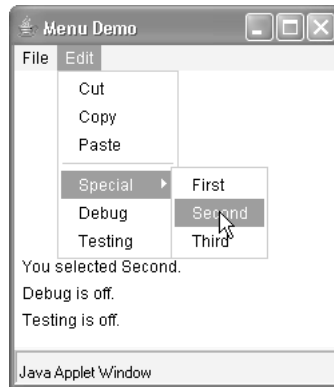 Menu Demo
File Edit
Cut
Copy
Paste
Special First
Debug Second
Testing Third
You selected Second.
Debug is off.
Testing is off.
Java Applet Window